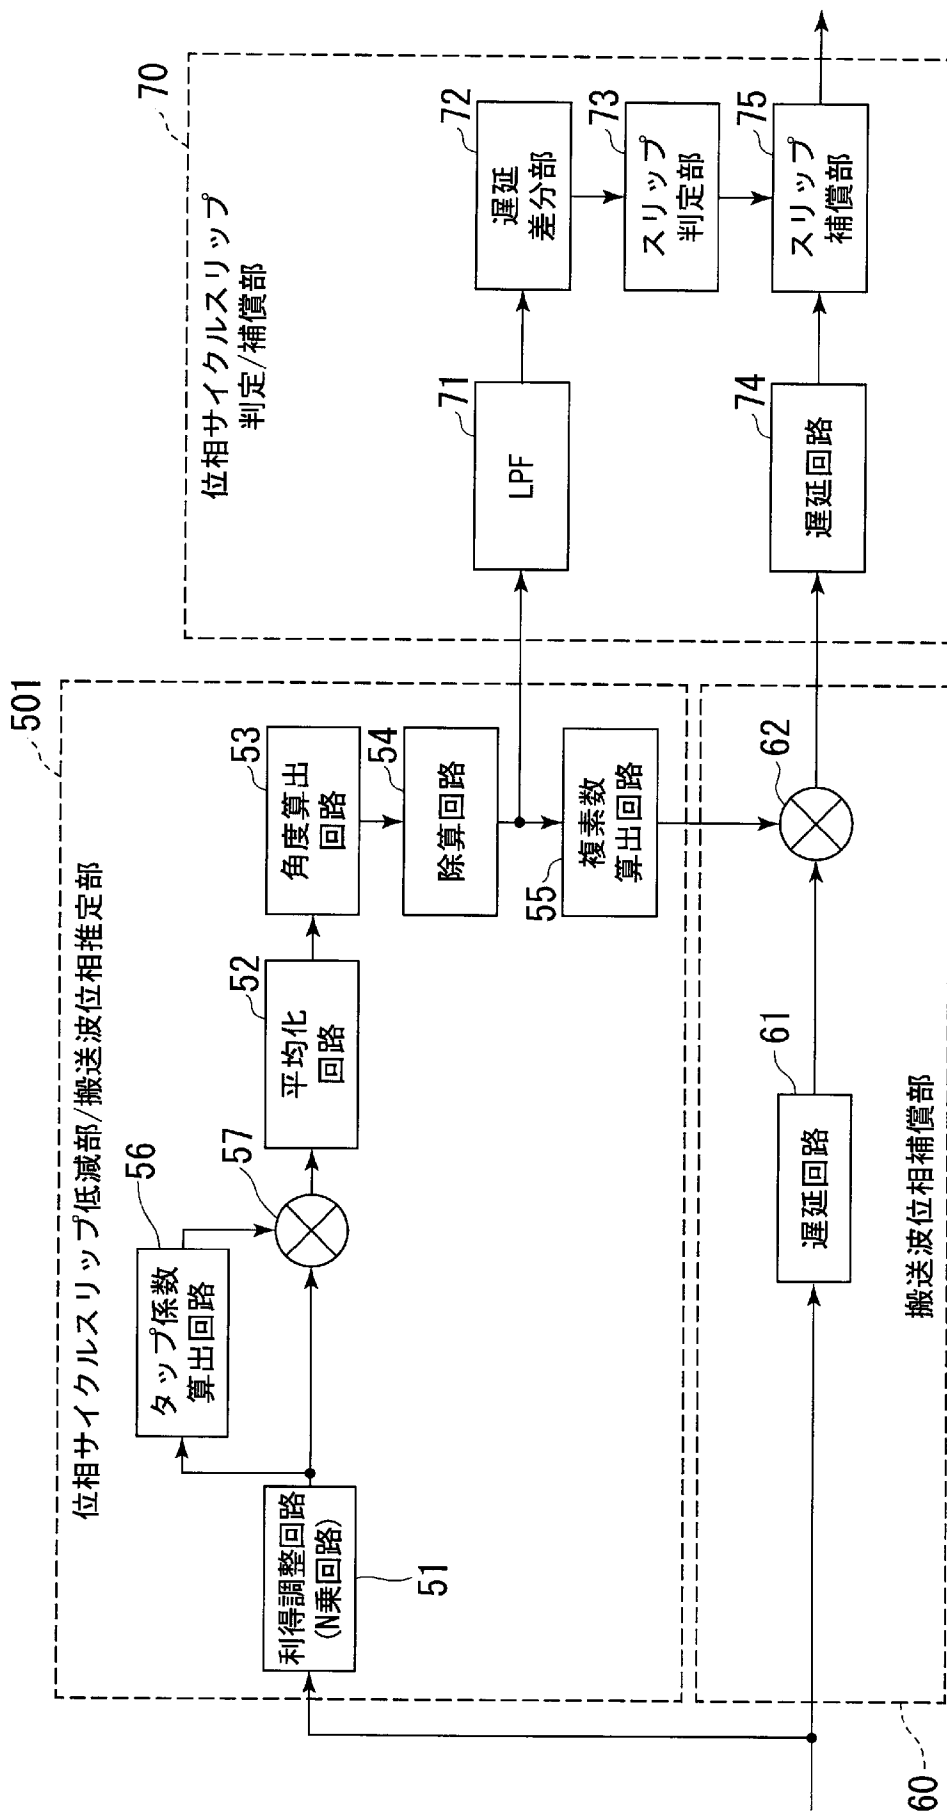 501
位相サイクルスリップ低減部/搬送波位相推定部
56
タップ係数
算出回路
57
利得調整回路
(N乗回路)
51
52
平均化
回路
53
角度算出
回路
54
除算回路
55
複素数
算出回路
60
搬送波位相補償部
61
遅延回路
62
70
位相サイクルスリップ
判定/補償部
71
LPF
72
遅延
差分部
73
スリップ
判定部
74
遅延回路
75
スリップ
補償部